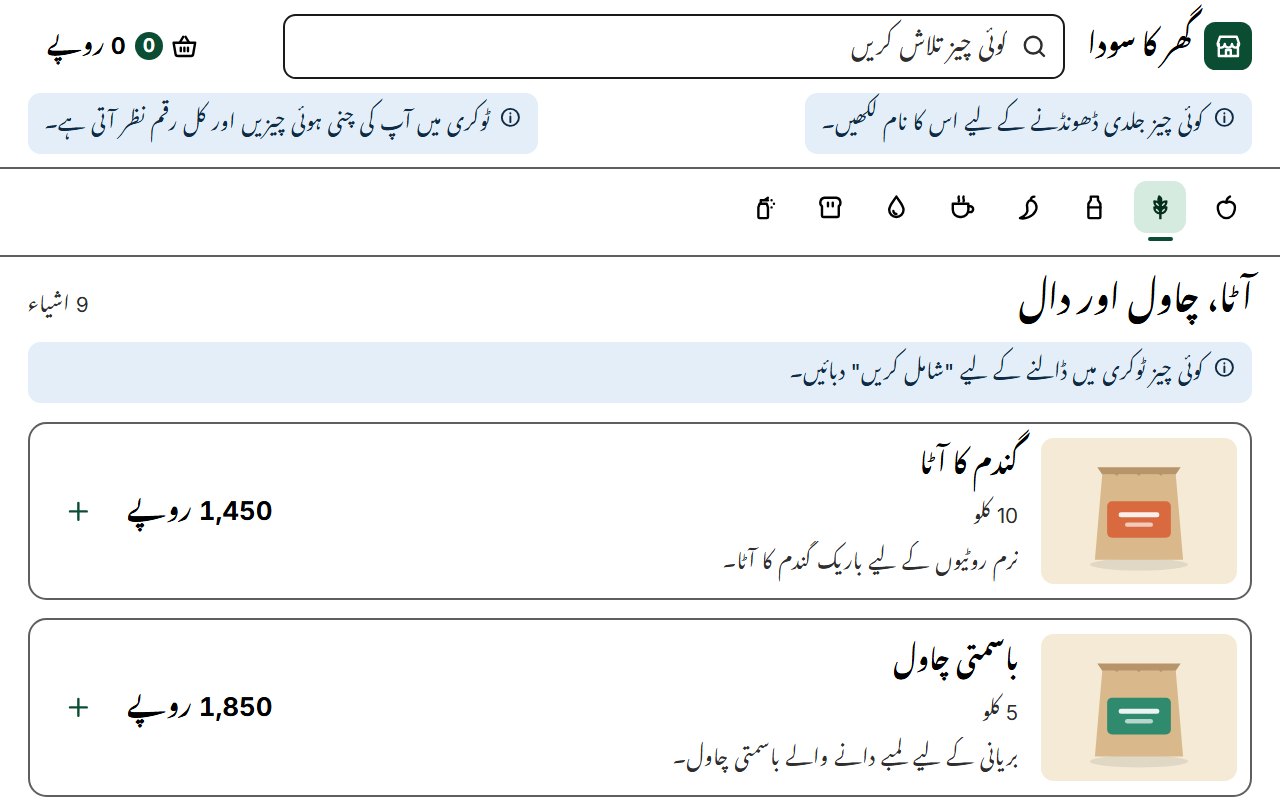 گھر کا سودا
کوئی چیز تلاش کریں
0
0 روپے
کوئی چیز جلدی ڈھونڈنے کے لیے اس کا نام لکھیں۔
ٹوکری میں آپ کی چنی ہوئی چیزیں اور کل رقم نظر آتی ہے۔
آٹا، چاول اور دال
9 اشیاء
کوئی چیز ٹوکری میں ڈالنے کے لیے "شامل کریں" دبائیں۔
گندم کا آٹا
10 کلو
نرم روٹیوں کے لیے باریک گندم کا آٹا۔
1,450 روپے
باسمتی چاول
5 کلو
بریانی کے لیے لمبے دانے والے باسمتی چاول۔
1,850 روپے